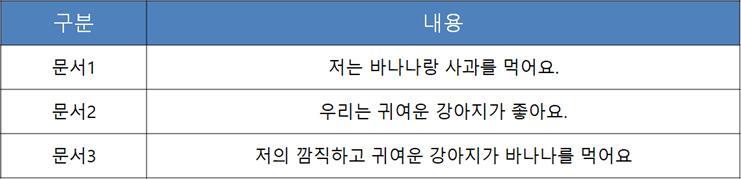 구분 내용
문서1 저는 바나나랑 사과를 먹어요.
문서2 우리는 귀여운 강아지가 좋아요.
문서3 저의 깜직하고 귀여운 강아지가 바나나를 먹어요